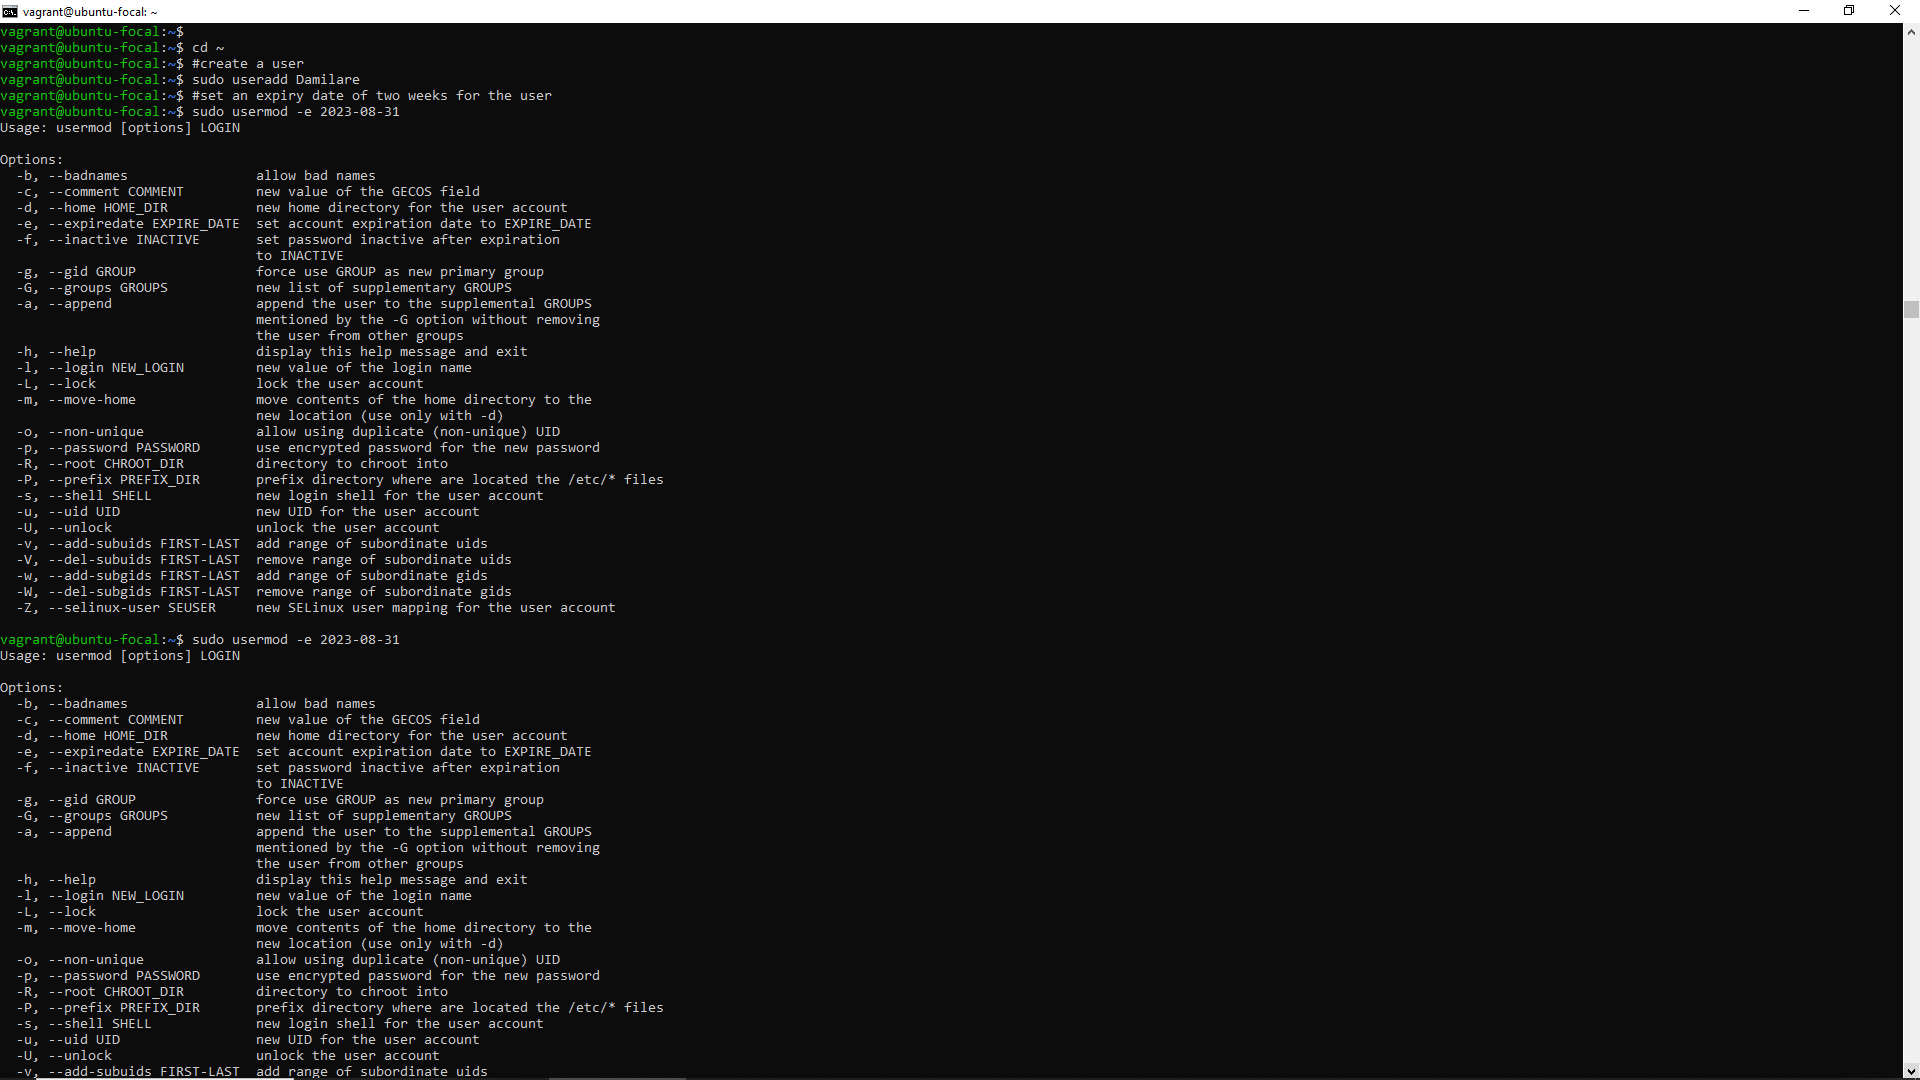 vagrant@ubuntu-focal: ~
vagrant@ubuntu-focal:~$
vagrant@ubuntu-focal:~$ cd ~
vagrant@ubuntu-focal:~$ #create a user
vagrant@ubuntu-focal:~$ sudo useradd Damilare
vagrant@ubuntu-focal:~$ #set an expiry date of two weeks for the user
vagrant@ubuntu-focal:~$ sudo usermod -e 2023-08-31
Usage: usermod [options] LOGIN

Options:
  -b, --badnames                allow bad names
  -c, --comment COMMENT         new value of the GECOS field
  -d, --home HOME_DIR           new home directory for the user account
  -e, --expiredate EXPIRE_DATE  set account expiration date to EXPIRE_DATE
  -f, --inactive INACTIVE       set password inactive after expiration
                                to INACTIVE
  -g, --gid GROUP               force use GROUP as new primary group
  -G, --groups GROUPS           new list of supplementary GROUPS
  -a, --append                  append the user to the supplemental GROUPS
                                mentioned by the -G option without removing
                                the user from other groups
  -h, --help                    display this help message and exit
  -l, --login NEW_LOGIN         new value of the login name
  -L, --lock                    lock the user account
  -m, --move-home               move contents of the home directory to the
                                new location (use only with -d)
  -o, --non-unique              allow using duplicate (non-unique) UID
  -p, --password PASSWORD       use encrypted password for the new password
  -R, --root CHROOT_DIR         directory to chroot into
  -P, --prefix PREFIX_DIR       prefix directory where are located the /etc/* files
  -s, --shell SHELL             new login shell for the user account
  -u, --uid UID                 new UID for the user account
  -U, --unlock                  unlock the user account
  -v, --add-subuids FIRST-LAST  add range of subordinate uids
  -V, --del-subuids FIRST-LAST  remove range of subordinate uids
  -w, --add-subgids FIRST-LAST  add range of subordinate gids
  -W, --del-subgids FIRST-LAST  remove range of subordinate gids
  -Z, --selinux-user SEUSER     new SELinux user mapping for the user account

vagrant@ubuntu-focal:~$ sudo usermod -e 2023-08-31
Usage: usermod [options] LOGIN

Options:
  -b, --badnames                allow bad names
  -c, --comment COMMENT         new value of the GECOS field
  -d, --home HOME_DIR           new home directory for the user account
  -e, --expiredate EXPIRE_DATE  set account expiration date to EXPIRE_DATE
  -f, --inactive INACTIVE       set password inactive after expiration
                                to INACTIVE
  -g, --gid GROUP               force use GROUP as new primary group
  -G, --groups GROUPS           new list of supplementary GROUPS
  -a, --append                  append the user to the supplemental GROUPS
                                mentioned by the -G option without removing
                                the user from other groups
  -h, --help                    display this help message and exit
  -l, --login NEW_LOGIN         new value of the login name
  -L, --lock                    lock the user account
  -m, --move-home               move contents of the home directory to the
                                new location (use only with -d)
  -o, --non-unique              allow using duplicate (non-unique) UID
  -p, --password PASSWORD       use encrypted password for the new password
  -R, --root CHROOT_DIR         directory to chroot into
  -P, --prefix PREFIX_DIR       prefix directory where are located the /etc/* files
  -s, --shell SHELL             new login shell for the user account
  -u, --uid UID                 new UID for the user account
  -U, --unlock                  unlock the user account
  -v, --add-subuids FIRST-LAST  add range of subordinate uids